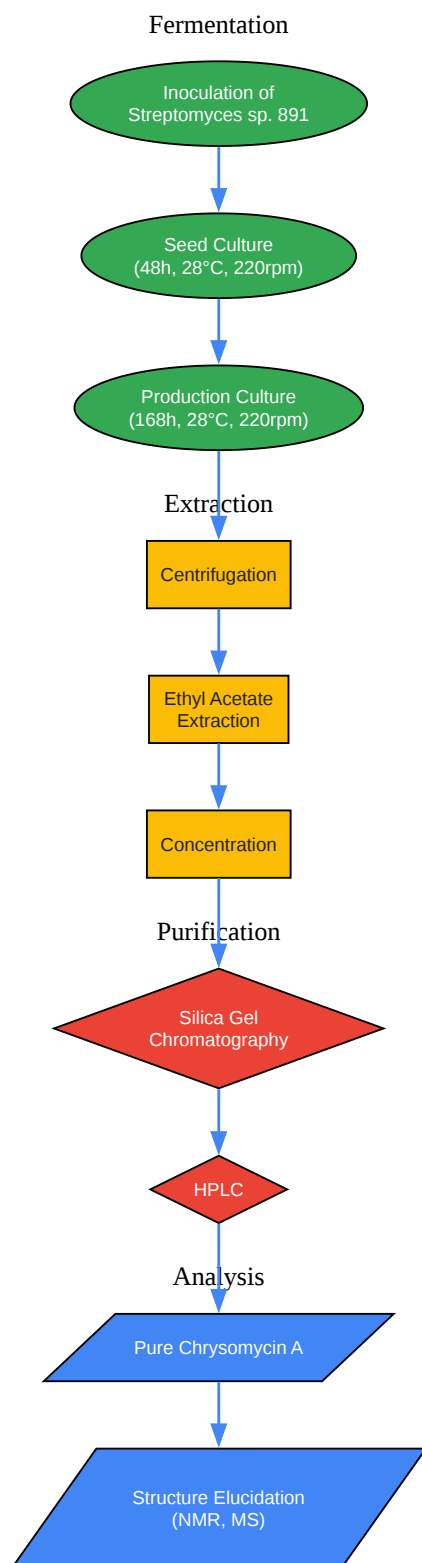 Fermentation
Inoculation of
Streptomyces sp. 891
Seed Culture
(48h, 28°C, 220rpm)
Production Culture
(168h, 28°C, 220rpm)
Extraction
Centrifugation
Ethyl Acetate
Extraction
Concentration
Purification
Silica Gel
Chromatography
HPLC
Analysis
Pure Chrysomycin A
Structure Elucidation
(NMR, MS)